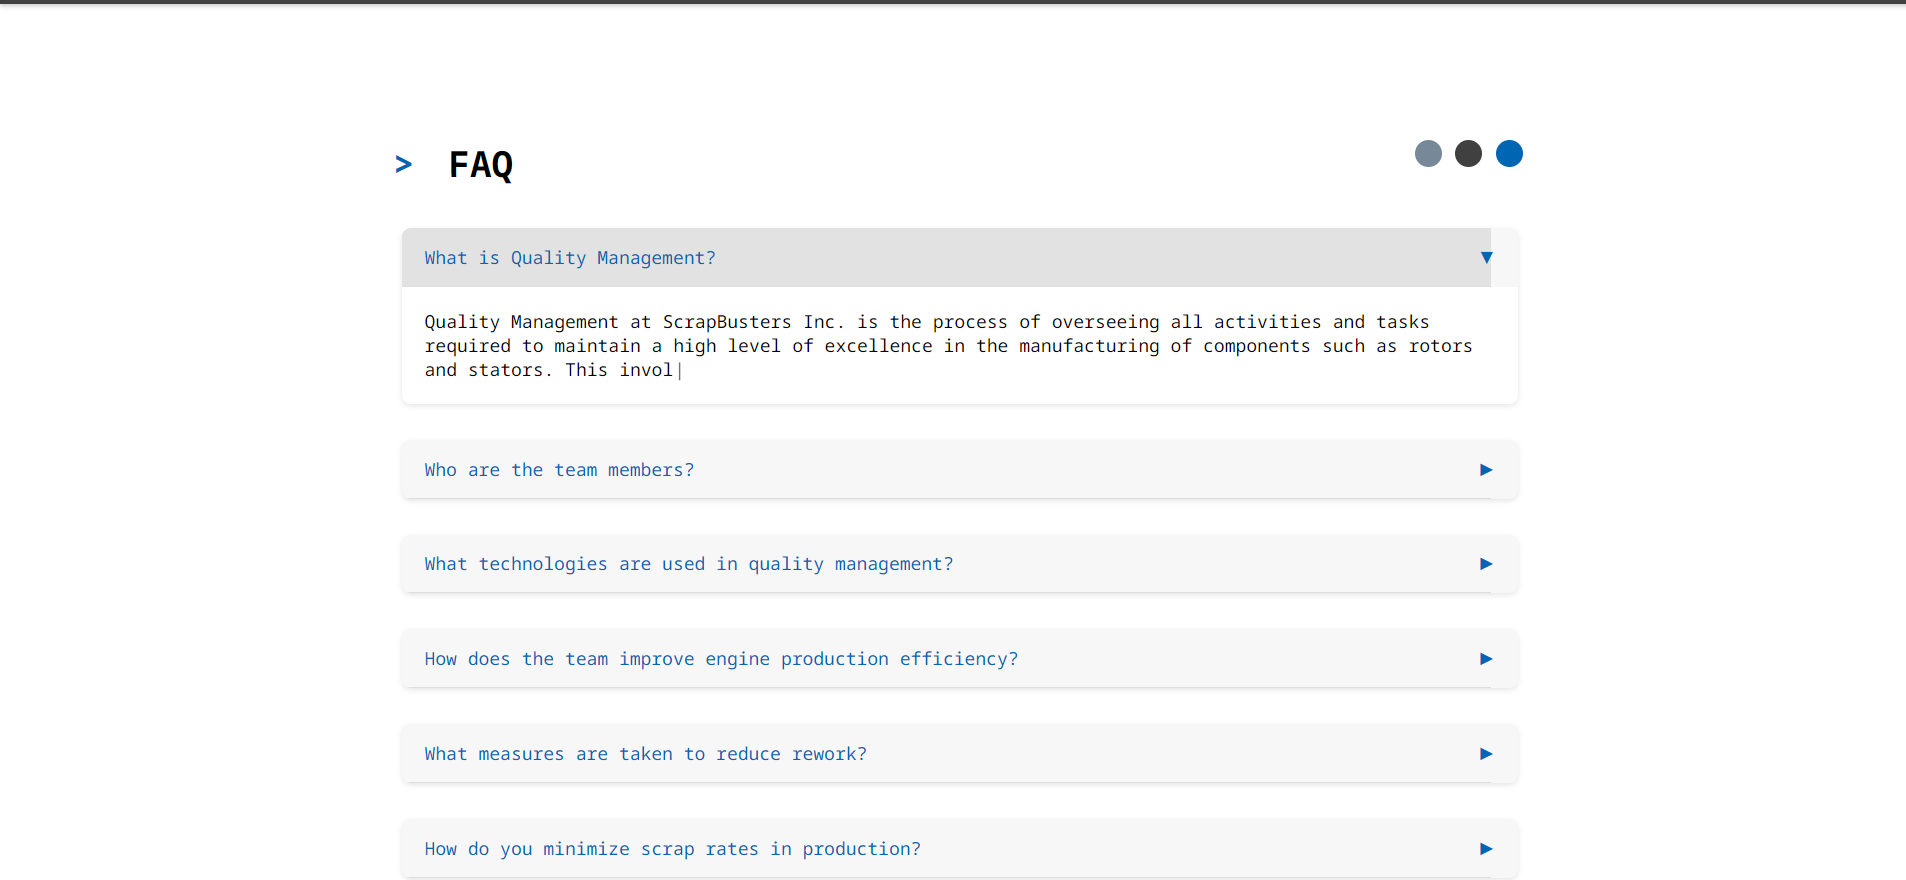 > FAQ
What is Quality Management? ▼
Quality Management at ScrapBusters Inc. is the process of overseeing all activities and tasks
required to maintain a high level of excellence in the manufacturing of components such as rotors
and stators. This invol|
Who are the team members? ▶
What technologies are used in quality management? ▶
How does the team improve engine production efficiency? ▶
What measures are taken to reduce rework? ▶
How do you minimize scrap rates in production? ▶